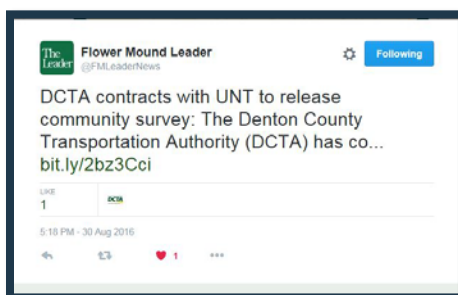 The Leader
Flower Mound Leader
@FMLeaderNews
Following
DCTA contracts with UNT to release
community survey: The Denton County
Transportation Authority (DCTA) has co...
bit.ly/2bz3Cci
LIKE
1
DCTA
5:18 PM - 30 Aug 2016
1